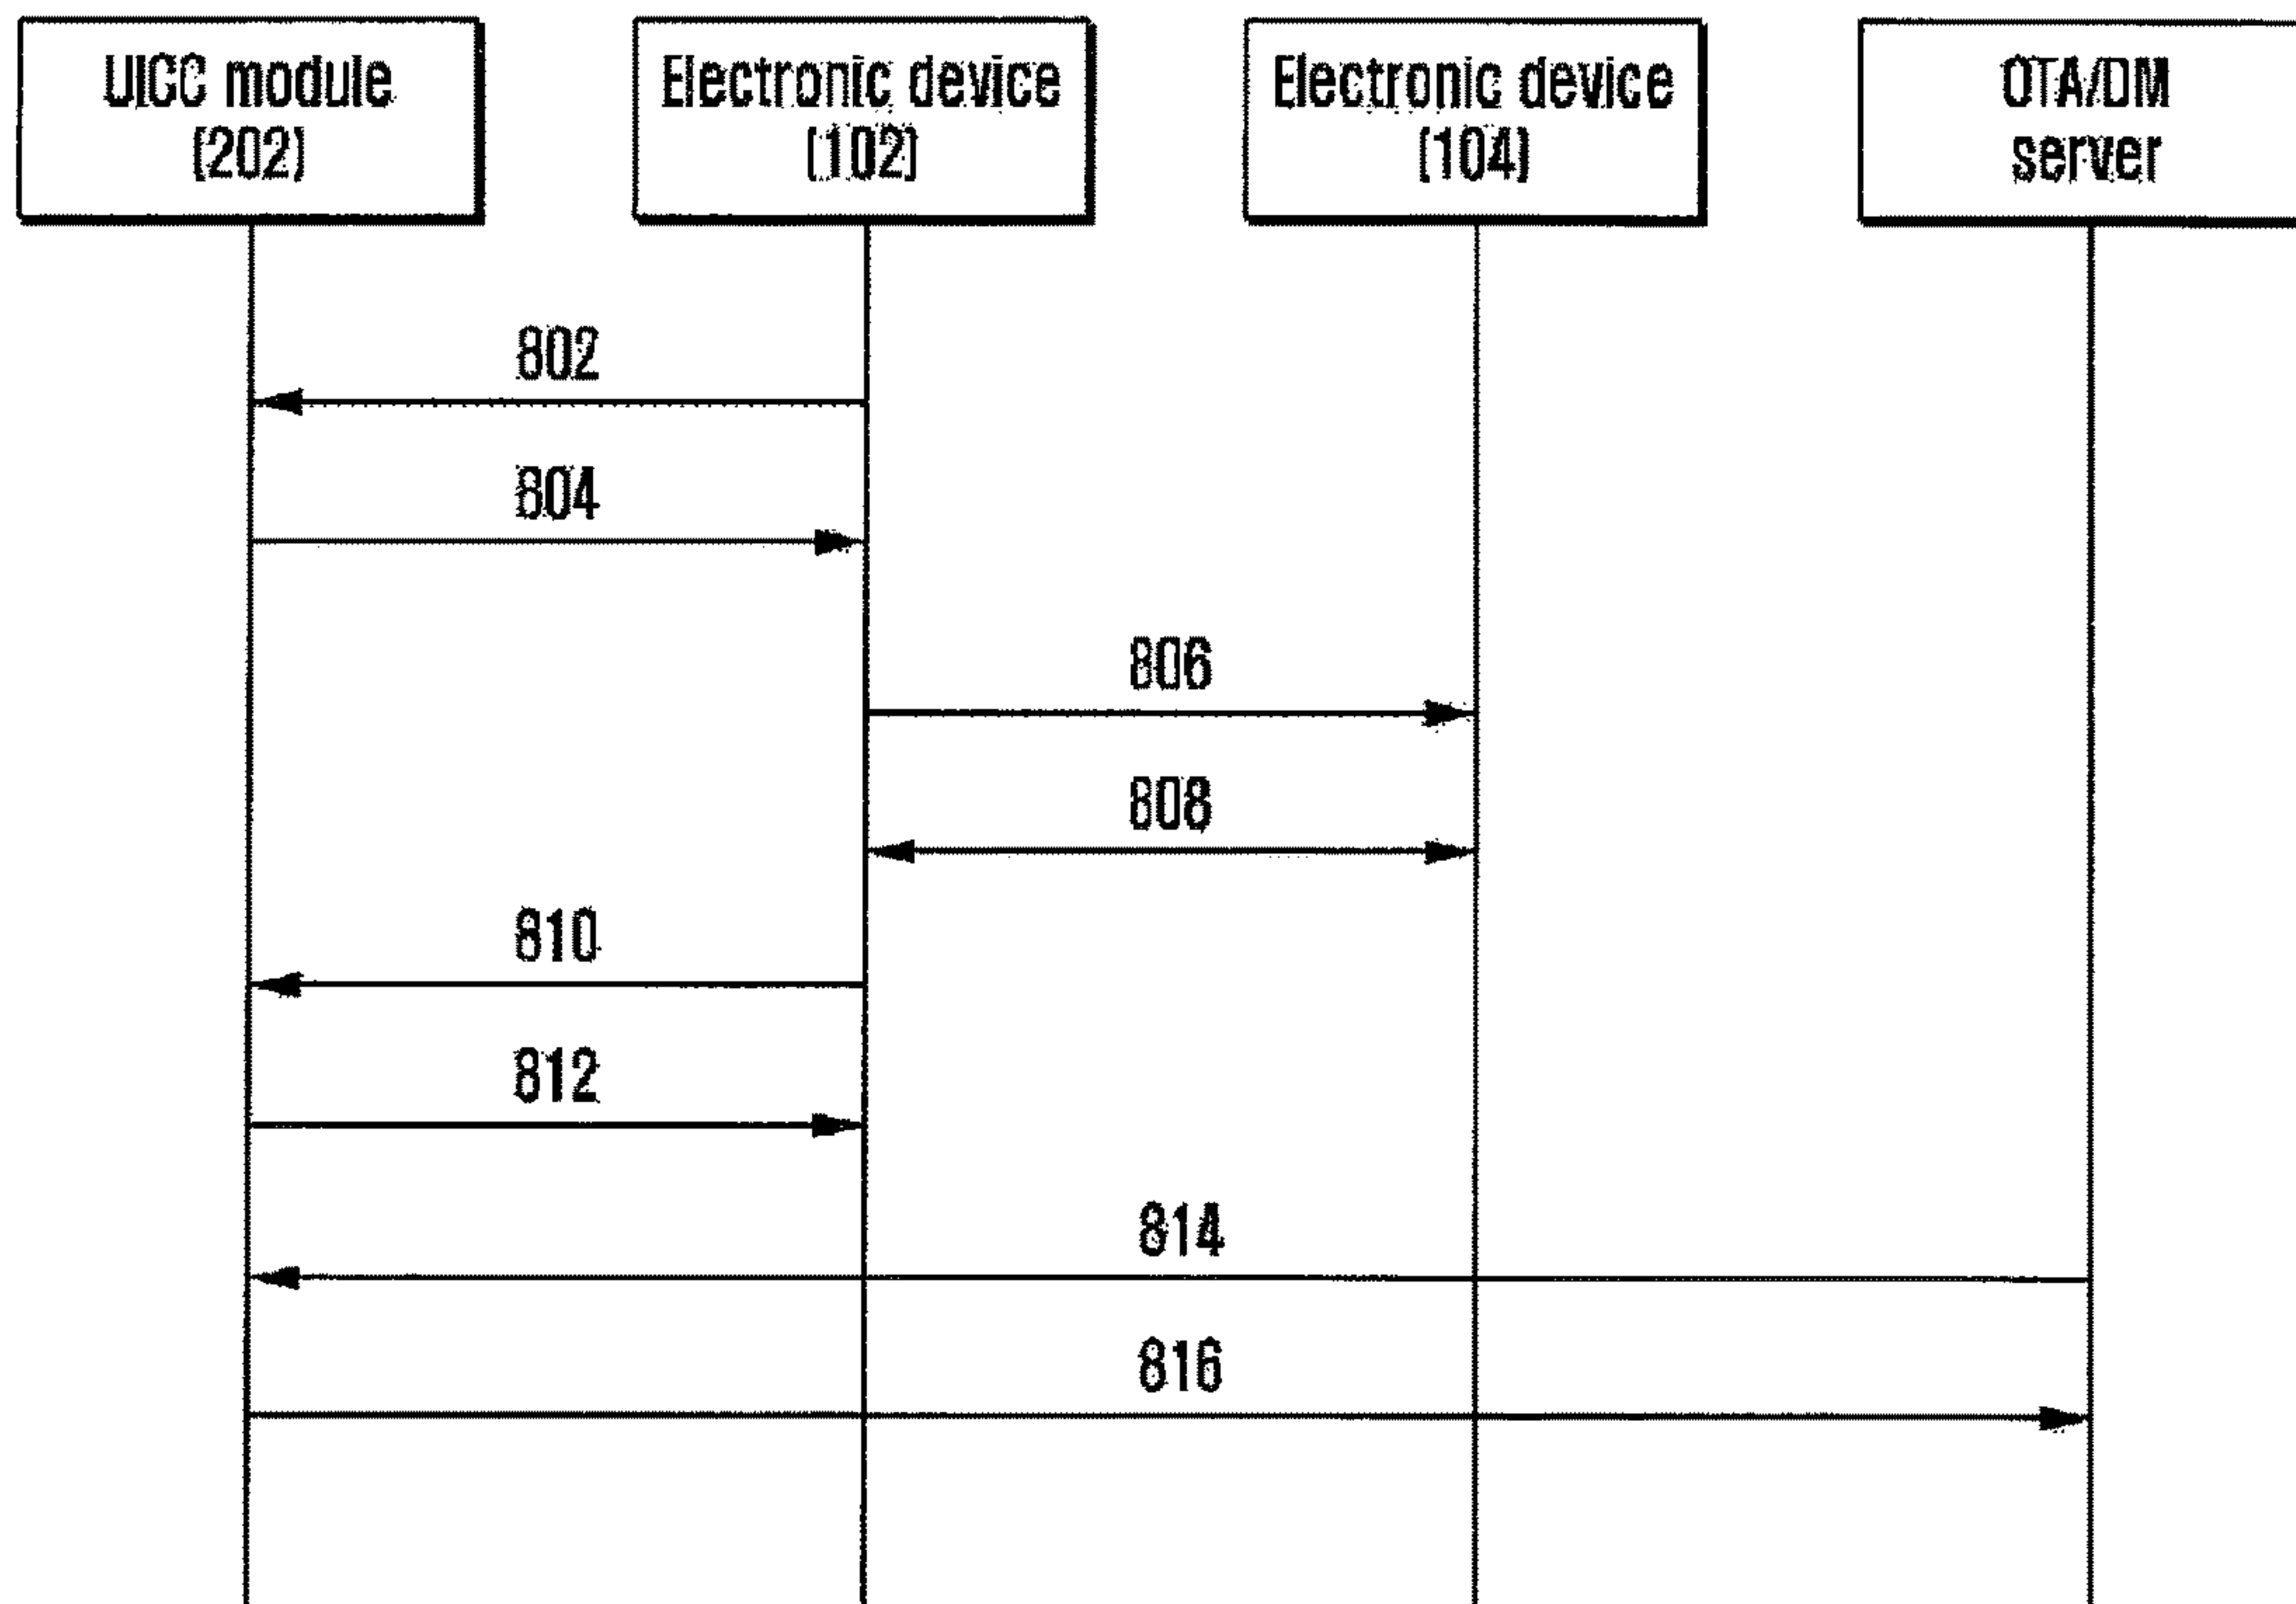 UICC module
(202)
Electronic device
(102)
Electronic device
(104)
OTA/DM
server
802
804
806
808
810
812
814
816